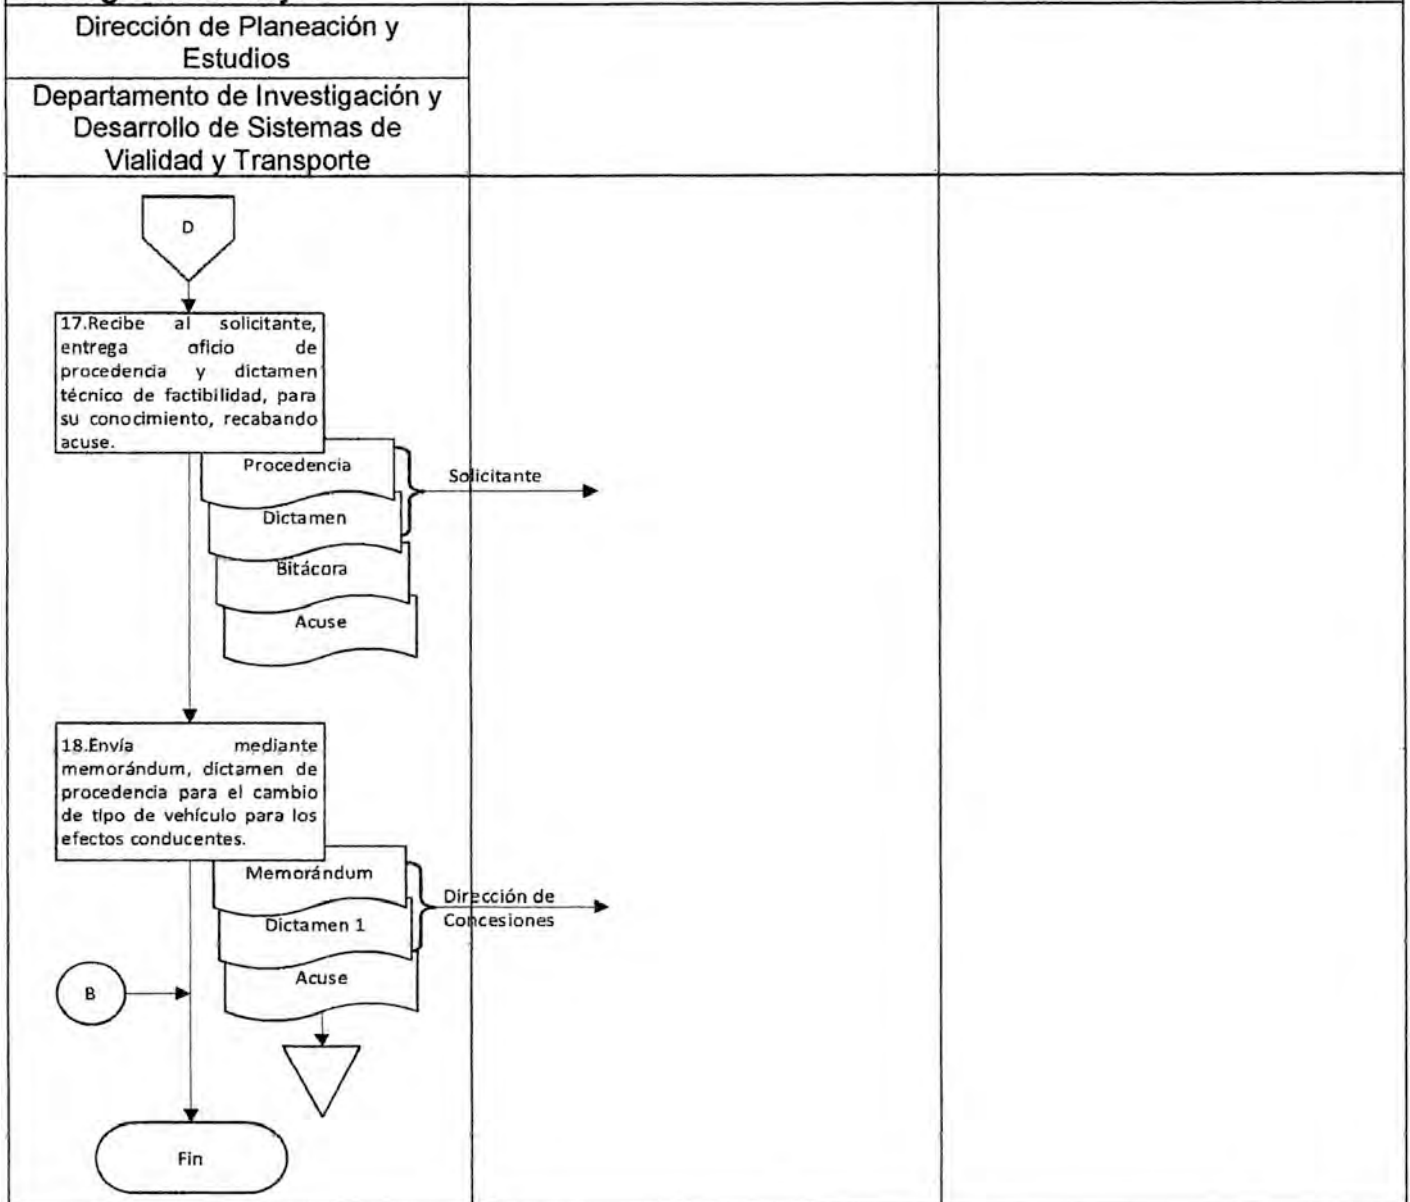 Dirección de Planeación y
Estudios
Departamento de Investigación y
Desarrollo de Sistemas de
Vialidad y Transporte
D
17.Recibe al solicitante,
entrega oficio de
procedencia y dictamen
técnico de factibilidad, para
su conocimiento, recabando
acuse.
Procedencia
Solicitante
Dictamen
Bitácora
Acuse
18.Envía mediante
memorándum, dictamen de
procedencia para el cambio
de tipo de vehículo para los
efectos conducentes.
Memorándum
Dirección de
Concesiones
Dictamen 1
Acuse
B
Fin